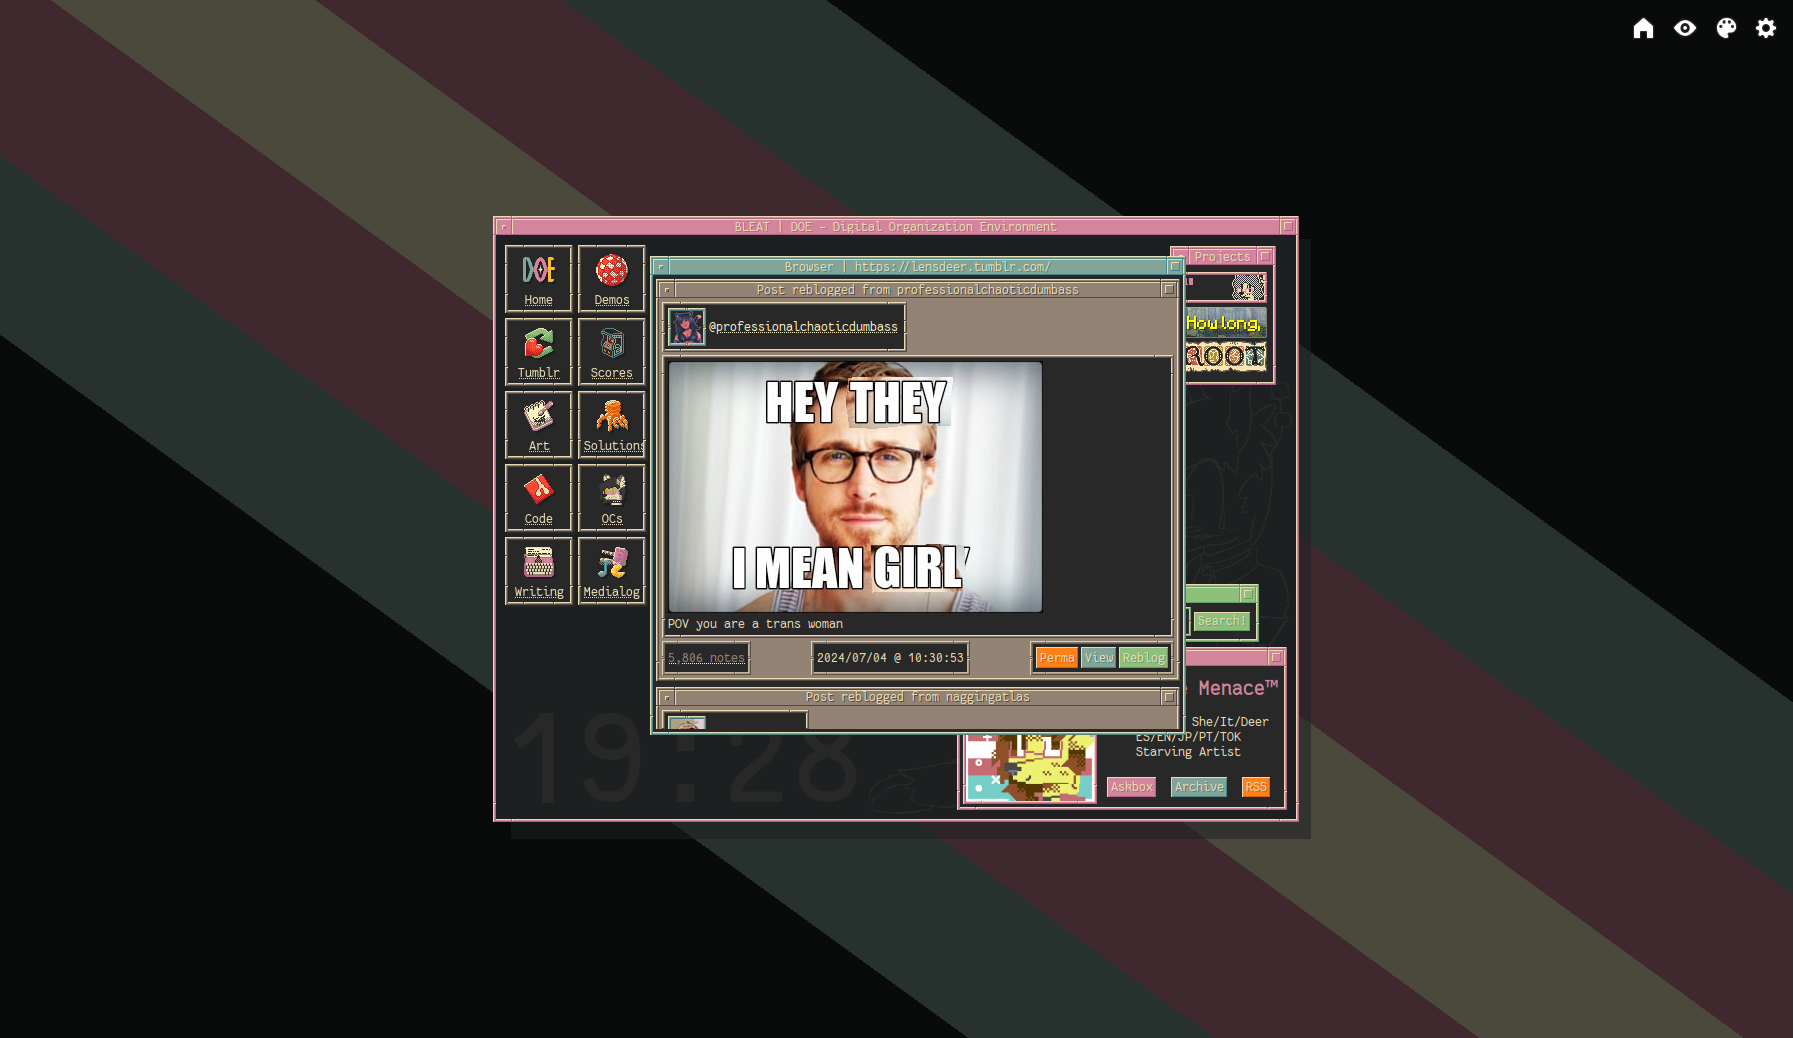 BLEAT | DOE - Digital Organization Environment
Home
Demos
Tumblr
Scores
Art
Solutions
Code
OCs
Writing
Medialog
Browser | https://lensdeer.tumblr.com/
Post reblogged from professionalchaoticdumbass
@professionalchaoticdumbass
HEY THEY
I MEAN GIRL
POV you are a trans woman
5,806 notes
2024/07/04 @ 10:30:53
Perma
View
Reblog
Post reblogged from naggingatlas
Projects
How long,
ROOT
Search!
Menace™
She/It/Deer
ES/EN/JP/PT/TOK
Starving Artist
Askbox
Archive
RSS
19:28